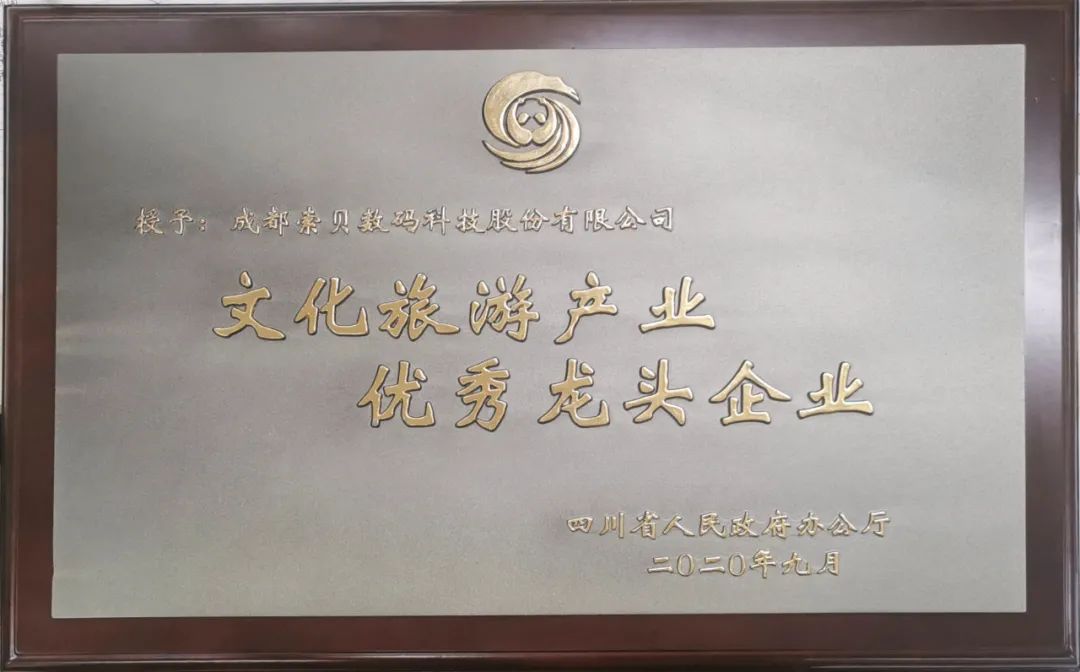 授予：成都索贝数码科技股份有限公司
文化旅游产业
优秀龙头企业
四川省人民政府办公厅
二〇二〇年九月